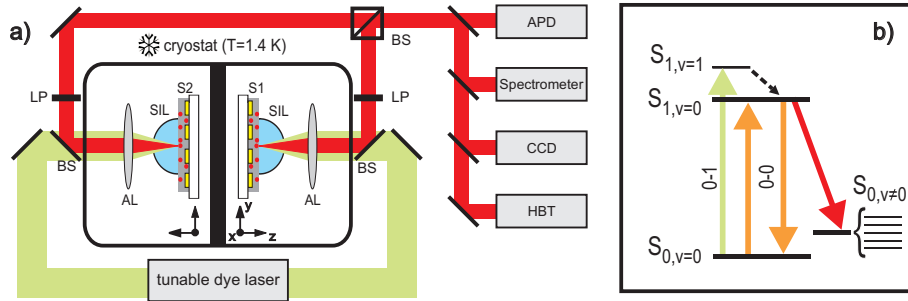 a)
cryostat (T=1.4 K)
BS
APD
Spectrometer
CCD
HBT
LP
LP
S2
S1
SIL
SIL
BS
BS
AL
AL
y
x
z
tunable dye laser
b)
S1,v=1
S1,v=0
0-1
0-0
S0,v≠0
S0,v=0